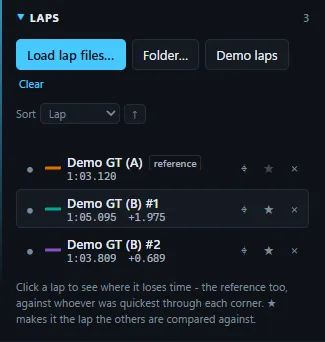 ▼ LAPS 3
Load lap files... Folder... Demo laps
Clear
Sort Lap ↑
Demo GT (A) reference
1:03.120
Demo GT (B) #1
1:05.095 +1.975
Demo GT (B) #2
1:03.809 +0.689
Click a lap to see where it loses time - the reference too,
against whoever was quickest through each corner. ★
makes it the lap the others are compared against.